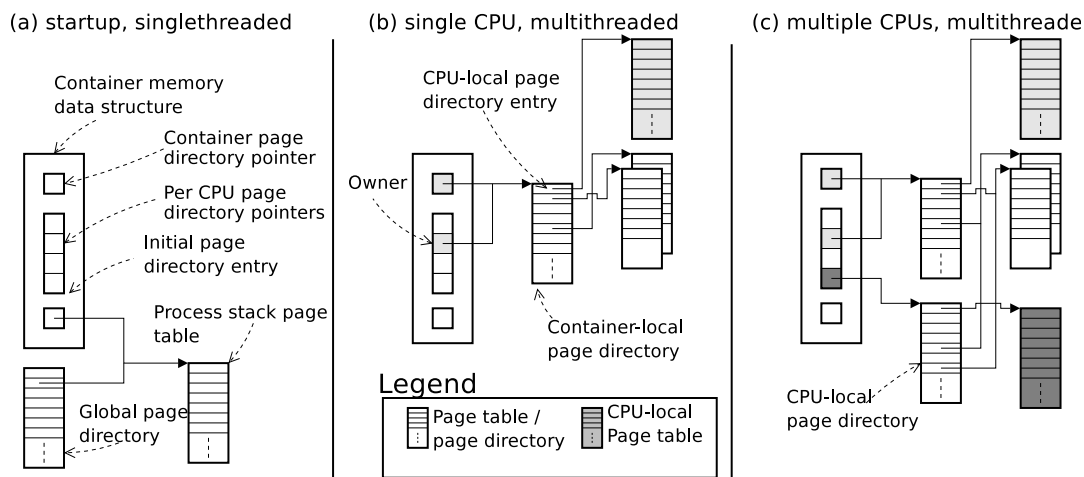 (a) startup, singlethreaded
Container memory
data structure
Container page
directory pointer
Per CPU page
directory pointers
Initial page
directory entry
Process stack page
table
Global page
directory
(b) single CPU, multithreaded
CPU-local page
directory entry
Owner
Container-local
page directory
Legend
Page table /
page directory
CPU-local
Page table
(c) multiple CPUs, multithreade
CPU-local
page directory